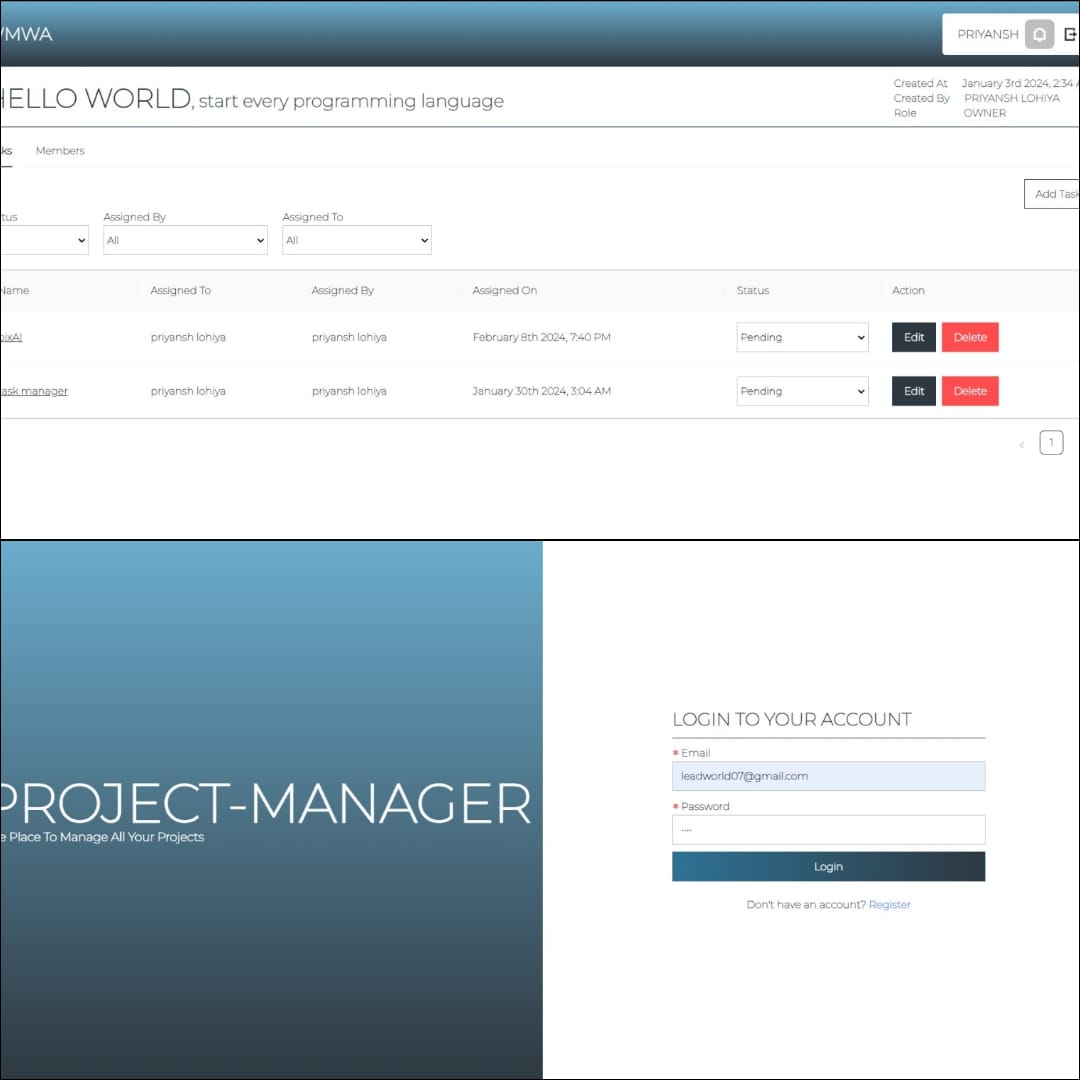 VMWA
PRIYANSH
HELLO WORLD, start every programming language
Created At January 3rd 2024, 2:34 A
Created By PRIYANSH LOHIYA
Role OWNER
ks Members
Add Task
tus Assigned By Assigned To
All All
Name Assigned To Assigned By Assigned On Status Action
pixAI priyansh lohiya priyansh lohiya February 8th 2024, 7:40 PM Pending Edit Delete
task manager priyansh lohiya priyansh lohiya January 30th 2024, 3:04 AM Pending Edit Delete
< 1
PROJECT-MANAGER
e Place To Manage All Your Projects
LOGIN TO YOUR ACCOUNT
* Email
leadworld07@gmail.com
* Password
....
Login
Don't have an account? Register